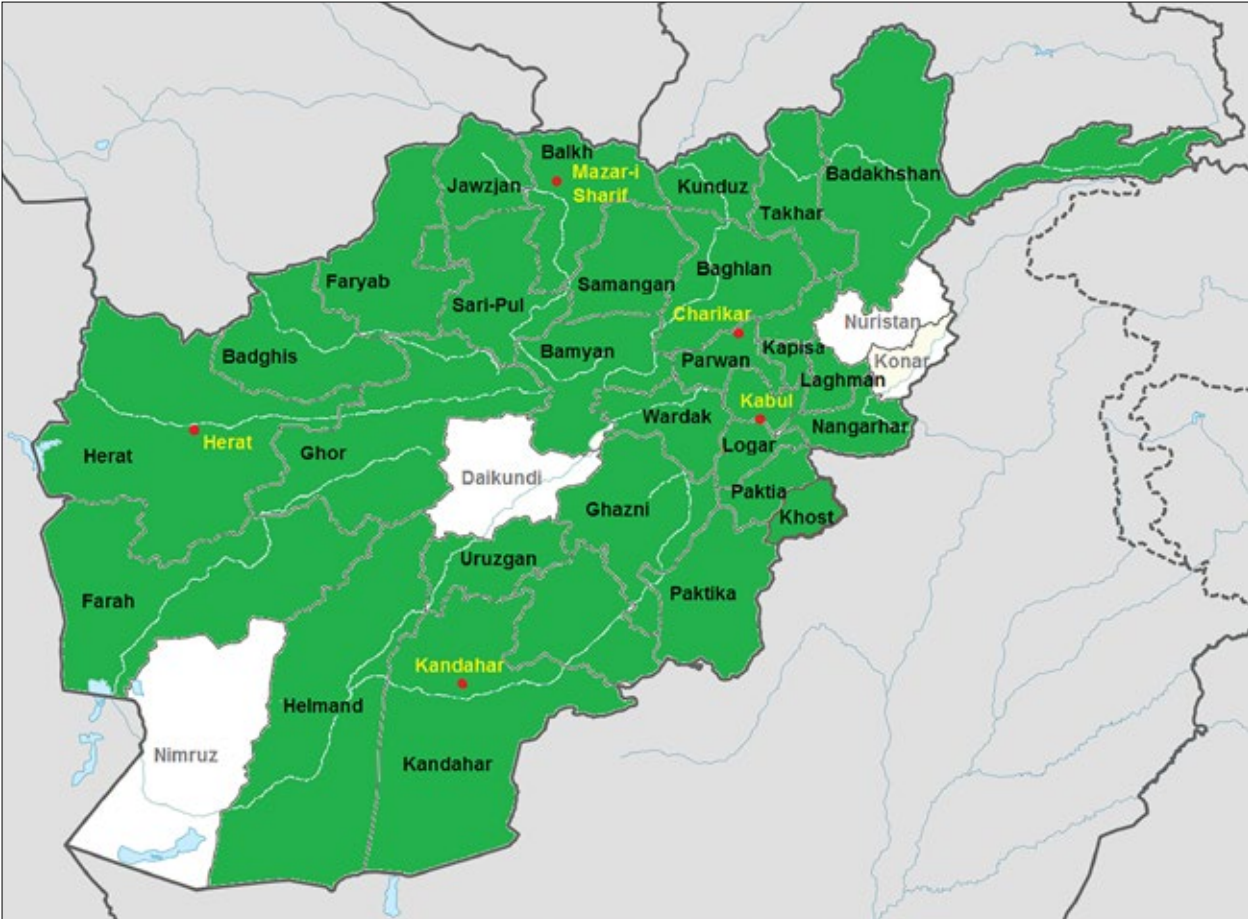 Balkh
Mazar-i
Sharif
Jawzjan
Kunduz
Badakhshan
Takhar
Faryab
Baghlan
Samangan
Sari-Pul
Charikar
Nuristan
Badghis
Bamyan
Parwan
Kapisa
Konar
Laghman
Kabul
Wardak
Nangarhar
Herat
Herat
Ghor
Logar
Daikundi
Paktia
Ghazni
Khost
Uruzgan
Farah
Paktika
Kandahar
Helmand
Nimruz
Kandahar